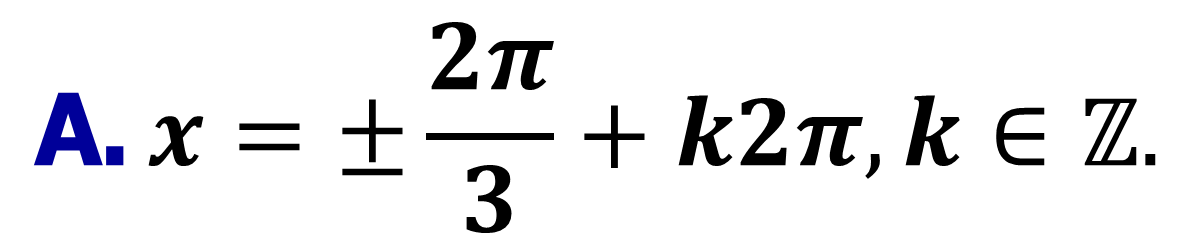 A. x = ± 2π/3 + k2π, k ∈ ℤ.